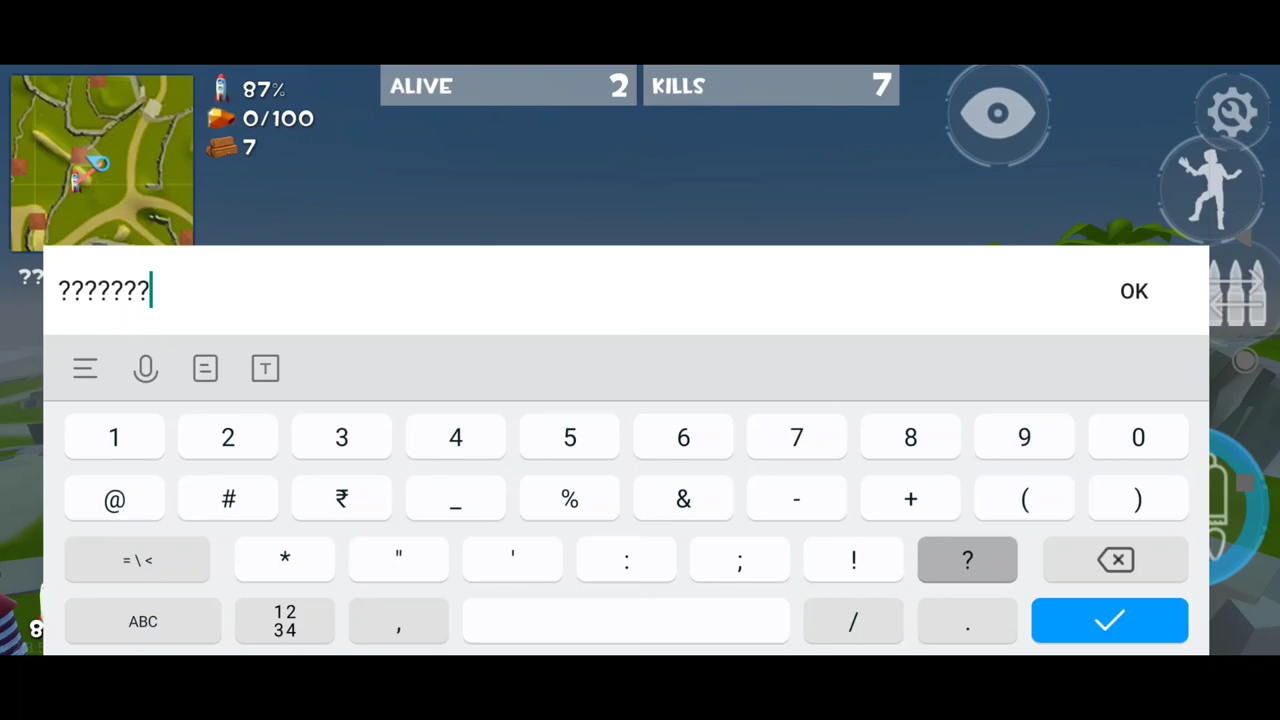 87%
0/100
7
ALIVE 2
KILLS 7
??
??????? OK
T
1 2 3 4 5 6 7 8 9 0
@ # ₹ _ % & - + ( )
= \ < * " ' : ; ! ?
ABC 12 34 , / .
8